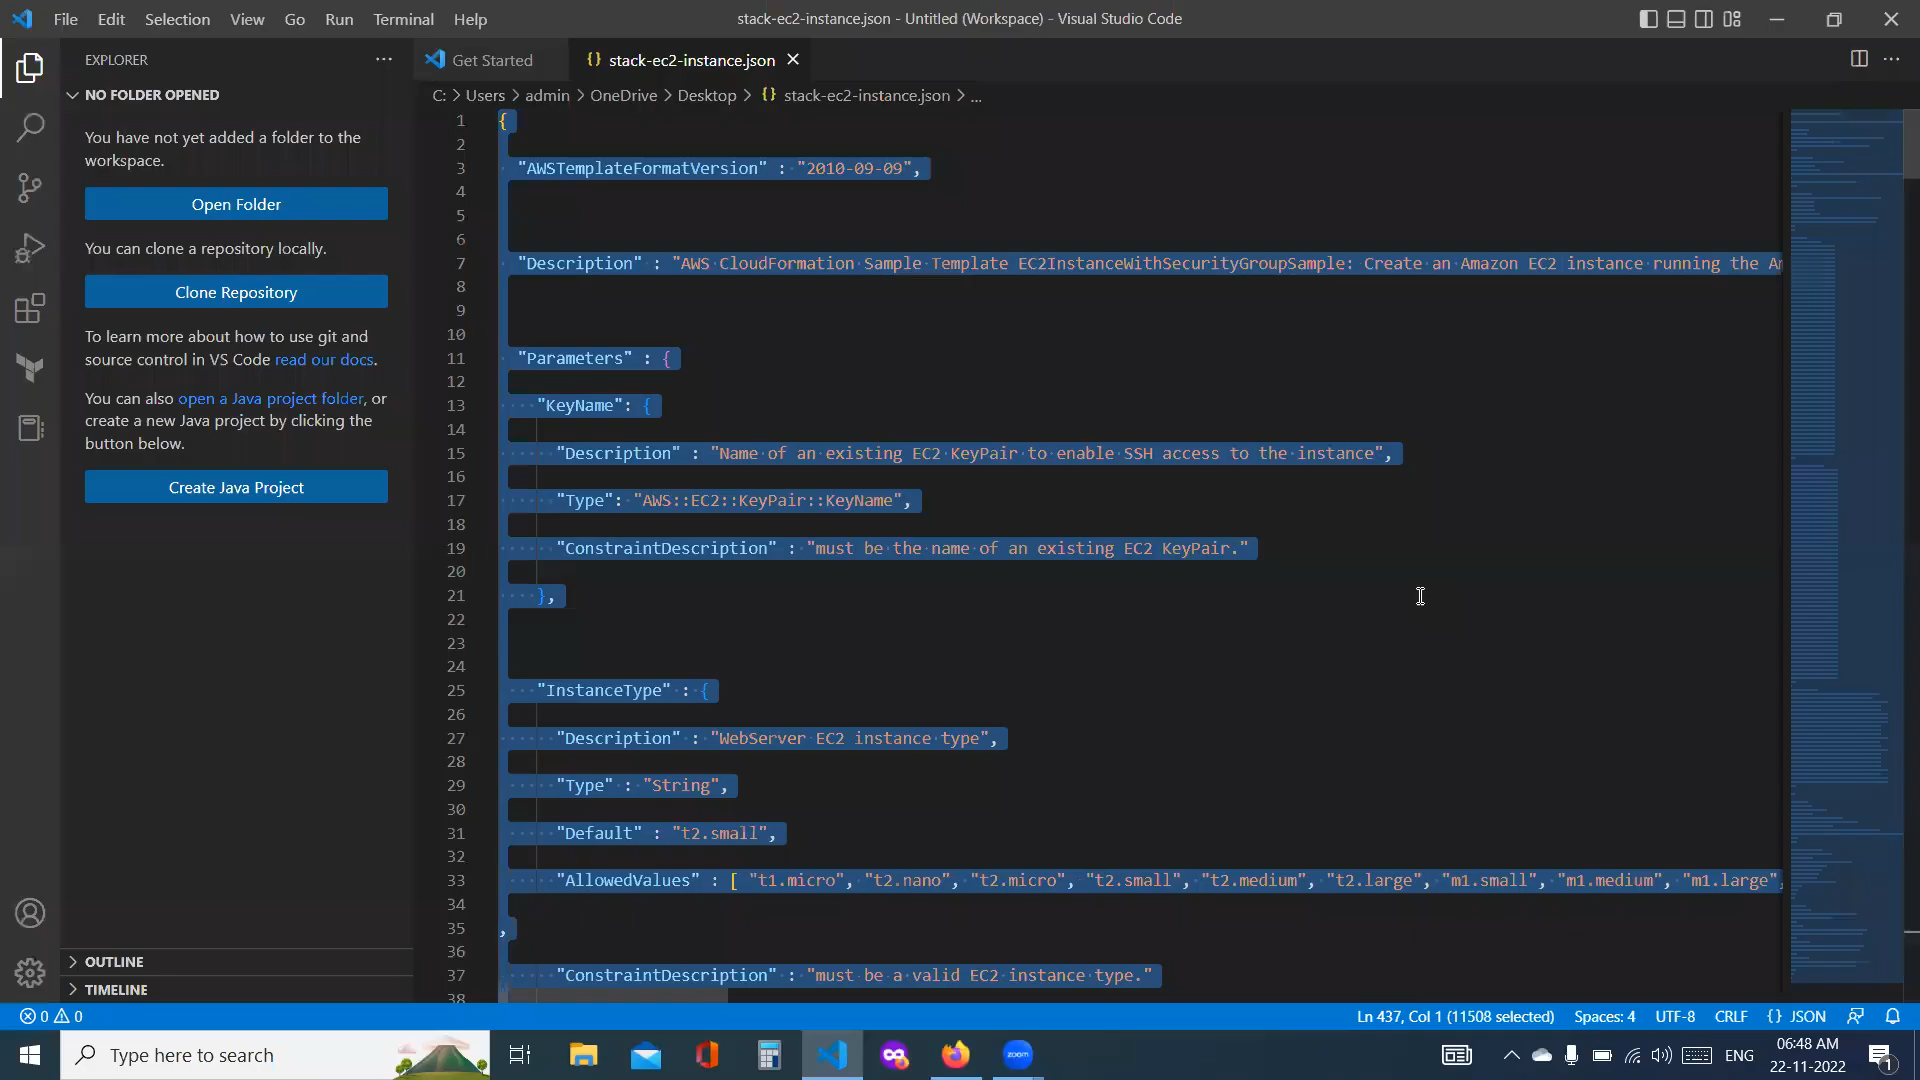 File Edit Selection View Go Run Terminal Help
stack-ec2-instance.json - Untitled (Workspace) - Visual Studio Code
EXPLORER
NO FOLDER OPENED
You have not yet added a folder to the
workspace.
Open Folder
You can clone a repository locally.
Clone Repository
To learn more about how to use git and
source control in VS Code read our docs.
You can also open a Java project folder, or
create a new Java project by clicking the
button below.
Create Java Project
OUTLINE
TIMELINE
Get Started
{} stack-ec2-instance.json
C: > Users > admin > OneDrive > Desktop > {} stack-ec2-instance.json > ...
1 {
2
3 "AWSTemplateFormatVersion" : "2010-09-09",
4
5
6
7 "Description" : "AWS CloudFormation Sample Template EC2InstanceWithSecurityGroupSample: Create an Amazon EC2 instance running the
8
9
10
11 "Parameters" : {
12
13 "KeyName": {
14
15 "Description" : "Name of an existing EC2 KeyPair to enable SSH access to the instance",
16
17 "Type": "AWS::EC2::KeyPair::KeyName",
18
19 "ConstraintDescription" : "must be the name of an existing EC2 KeyPair."
20
21 },
22
23
24
25 "InstanceType" : {
26
27 "Description" : "WebServer EC2 instance type",
28
29 "Type" : "String",
30
31 "Default" : "t2.small",
32
33 "AllowedValues" : [ "t1.micro", "t2.nano", "t2.micro", "t2.small", "t2.medium", "t2.large", "m1.small", "m1.medium", "m1.large",
34
35 ,
36
37 "ConstraintDescription" : "must be a valid EC2 instance type."
38
0 0
Ln 437, Col 1 (11508 selected) Spaces: 4 UTF-8 CRLF {} JSON
Type here to search
zoom
ENG
06:48 AM
22-11-2022
1